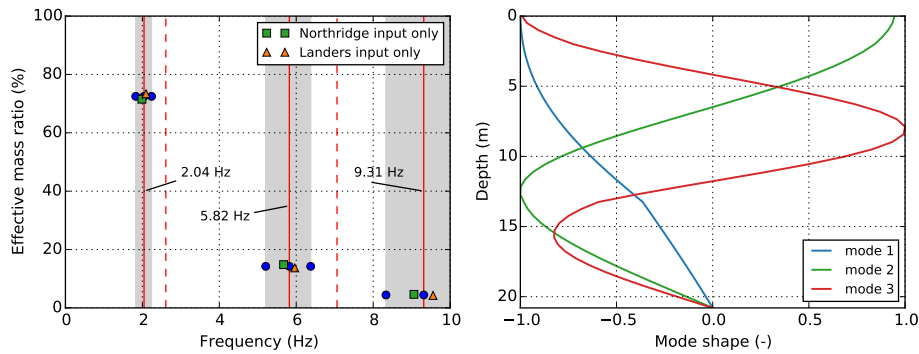 100
80
60
40
20
0
Effective mass ratio (%)
0 2 4 6 8 10
Frequency (Hz)
Northridge input only
Landers input only
2.04 Hz
5.82 Hz
9.31 Hz
0
5
10
15
20
Depth (m)
−1.0 −0.5 0.0 0.5 1.0
Mode shape (-)
mode 1
mode 2
mode 3